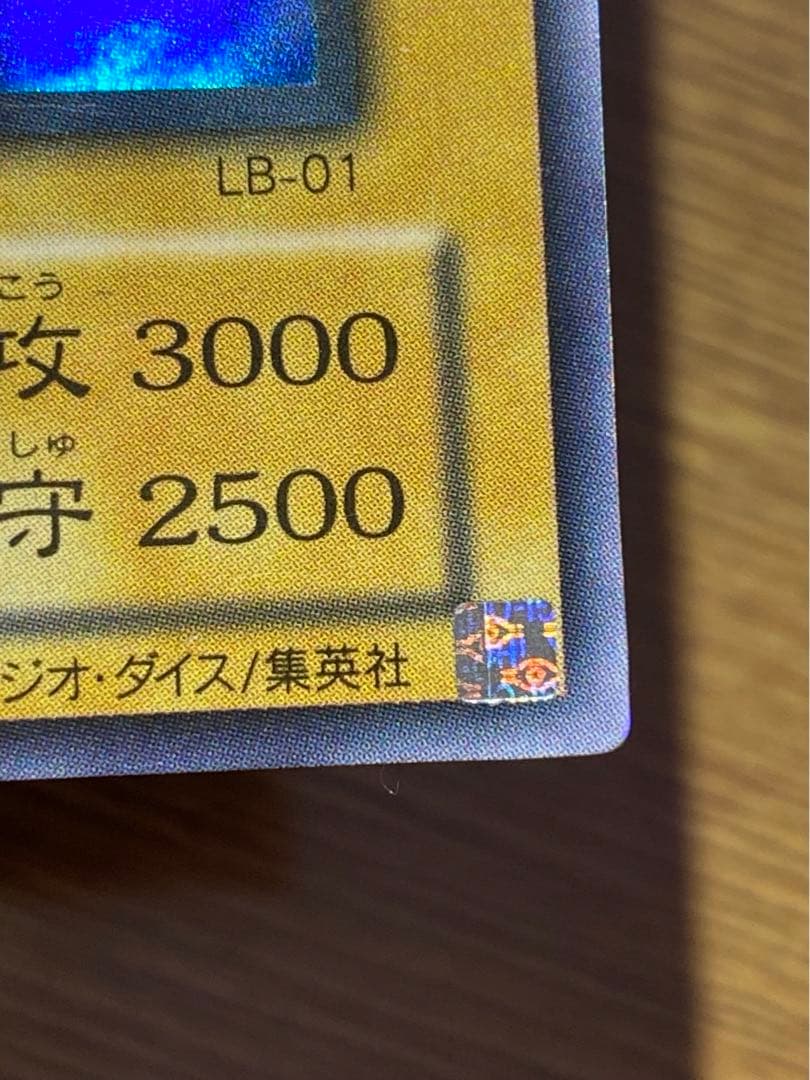 LB-01
こう
攻 3000
しゅ
守 2500
ジオ・ダイス/集英社